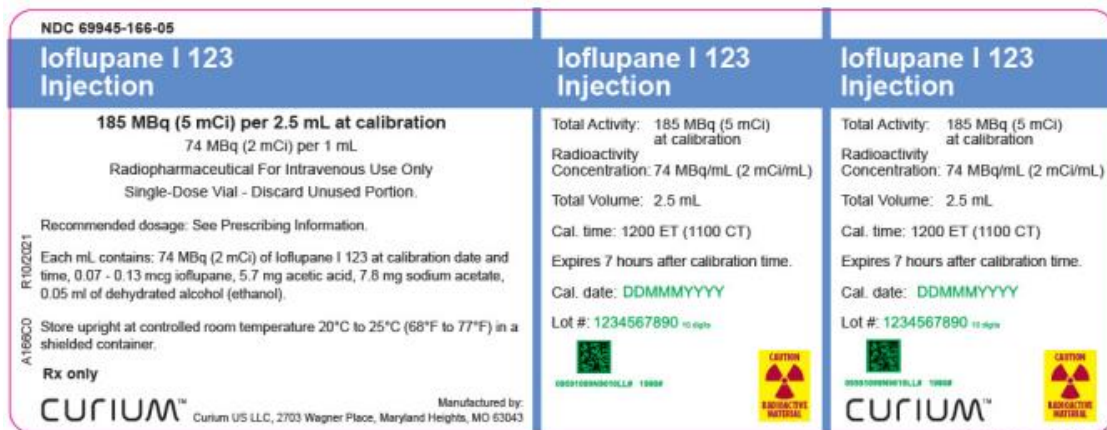 NDC 69945-166-05
Ioflupane I 123
Injection
185 MBq (5 mCi) per 2.5 mL at calibration
74 MBq (2 mCi) per 1 mL
Radiopharmaceutical For Intravenous Use Only
Single-Dose Vial - Discard Unused Portion.
Recommended dosage: See Prescribing Information.
Each mL contains: 74 MBq (2 mCi) of Ioflupane I 123 at calibration date and
time, 0.07 - 0.13 mcg ioflupane, 5.7 mg acetic acid, 7.8 mg sodium acetate,
0.05 ml of dehydrated alcohol (ethanol).
Store upright at controlled room temperature 20°C to 25°C (68°F to 77°F) in a
shielded container.
Rx only
A166C0 R10/2021
CURIUM™
Manufactured by:
Curium US LLC, 2703 Wagner Place, Maryland Heights, MO 63043
Ioflupane I 123
Injection
Total Activity: 185 MBq (5 mCi)
at calibration
Radioactivity
Concentration: 74 MBq/mL (2 mCi/mL)
Total Volume: 2.5 mL
Cal. time: 1200 ET (1100 CT)
Expires 7 hours after calibration time.
Cal. date: DDMMMYYYY
Lot #: 1234567890 10 digits
CAUTION
RADIOACTIVE
MATERIAL
Ioflupane I 123
Injection
Total Activity: 185 MBq (5 mCi)
at calibration
Radioactivity
Concentration: 74 MBq/mL (2 mCi/mL)
Total Volume: 2.5 mL
Cal. time: 1200 ET (1100 CT)
Expires 7 hours after calibration time.
Cal. date: DDMMMYYYY
Lot #: 1234567890 10 digits
CURIUM™
CAUTION
RADIOACTIVE
MATERIAL